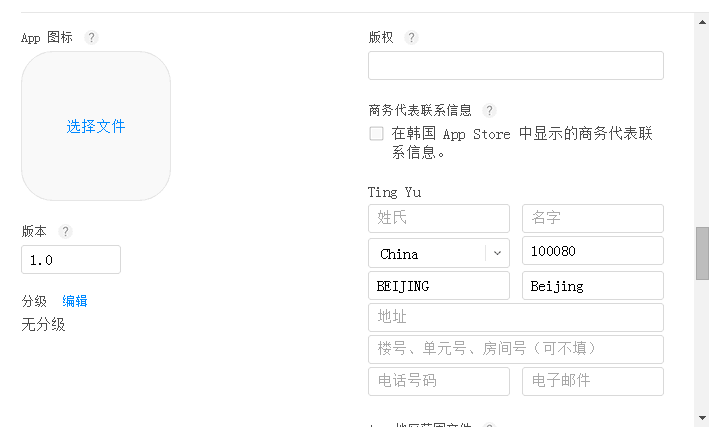 App 图标 ?
选择文件
版本 ?
1.0
分级 编辑
无分级
版权 ?
商务代表联系信息 ?
在韩国 App Store 中显示的商务代表联
系信息。
Ting Yu
姓氏 名字
China 100080
BEIJING Beijing
地址
楼号、单元号、房间号（可不填）
电话号码 电子邮件